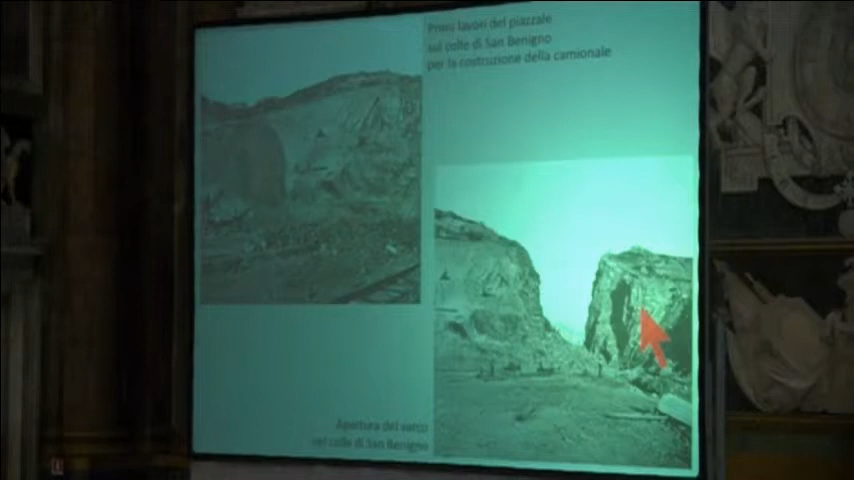 Primi lavori del piazzale
sul colle di San Benigno
per la costruzione della camionale
Apertura del varco
nel colle di San Benigno